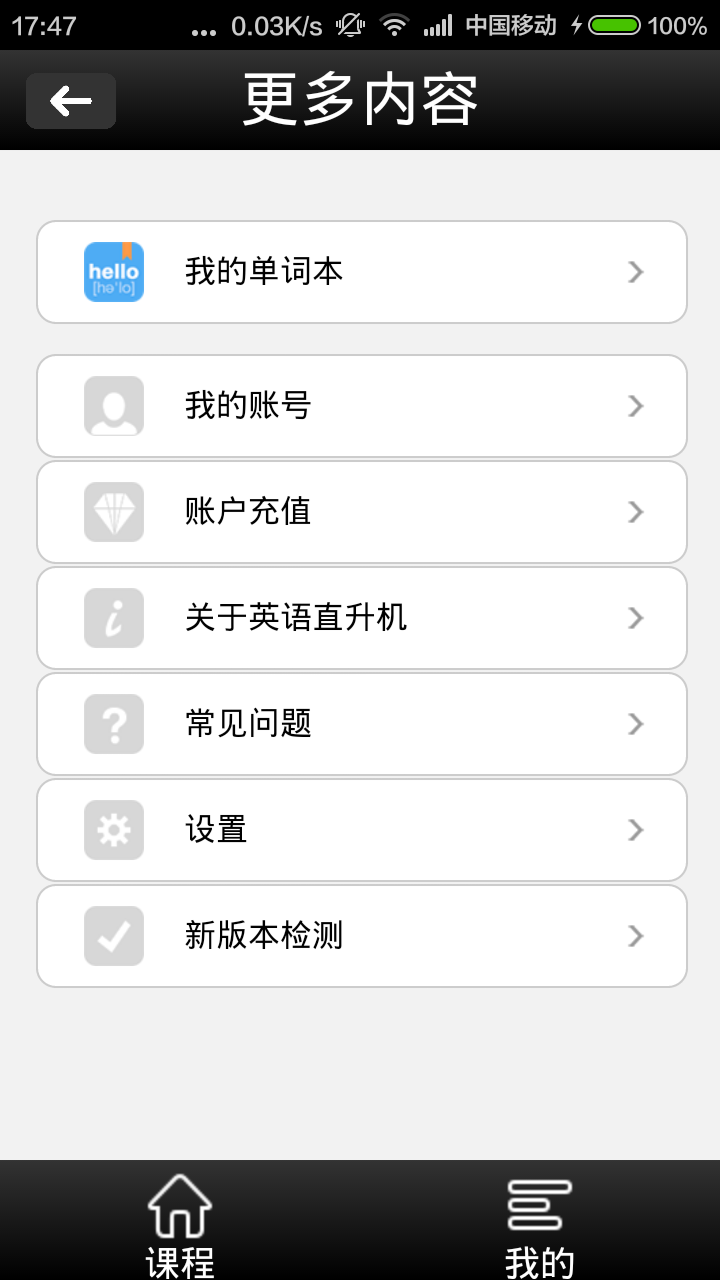 17:47 ... 0.03K/s 中国移动 100%
更多内容
hello
[hə'lo]
我的单词本
我的账号
账户充值
关于英语直升机
常见问题
设置
新版本检测
课程
我的